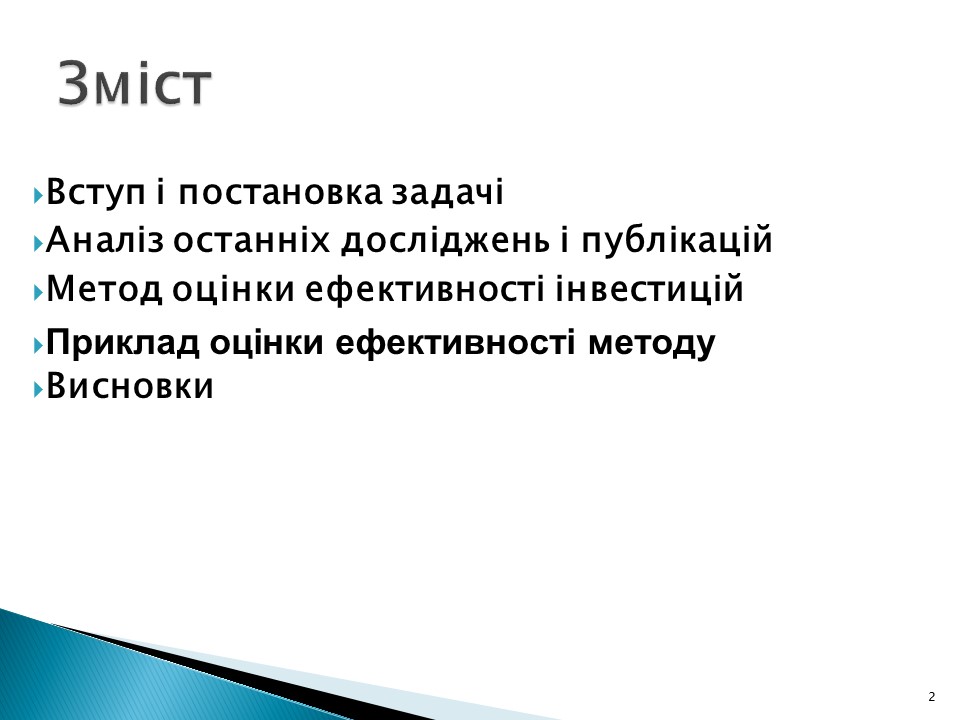 Зміст
Вступ і постановка задачі
Аналіз останніх досліджень і публікацій
Метод оцінки ефективності інвестицій
Приклад оцінки ефективності методу
Висновки
2